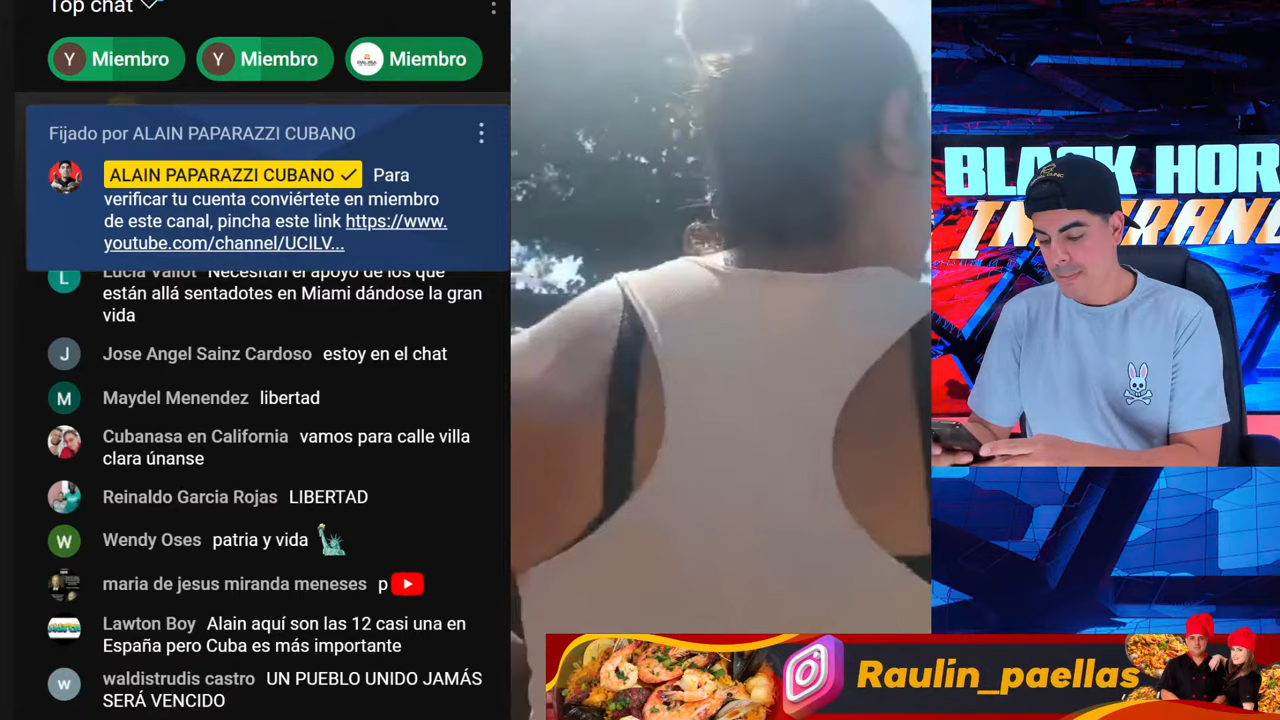 Top chat
Y Miembro
Y Miembro
Miembro
Fijado por ALAIN PAPARAZZI CUBANO
ALAIN PAPARAZZI CUBANO Para
verificar tu cuenta conviértete en miembro
de este canal, pincha este link https://www.
youtube.com/channel/UCILV...
L Lucia Vallot Necesitan el apoyo de los que
están allá sentadotes en Miami dándose la gran
vida
J Jose Angel Sainz Cardoso estoy en el chat
M Maydel Menendez libertad
Cubanasa en California vamos para calle villa
clara únanse
Reinaldo Garcia Rojas LIBERTAD
W Wendy Oses patria y vida
maria de jesus miranda meneses p
Lawton Boy Alain aquí son las 12 casi una en
España pero Cuba es más importante
w waldistrudis castro UN PUEBLO UNIDO JAMÁS
SERÁ VENCIDO
BLACK HOR
Raulin_paellas